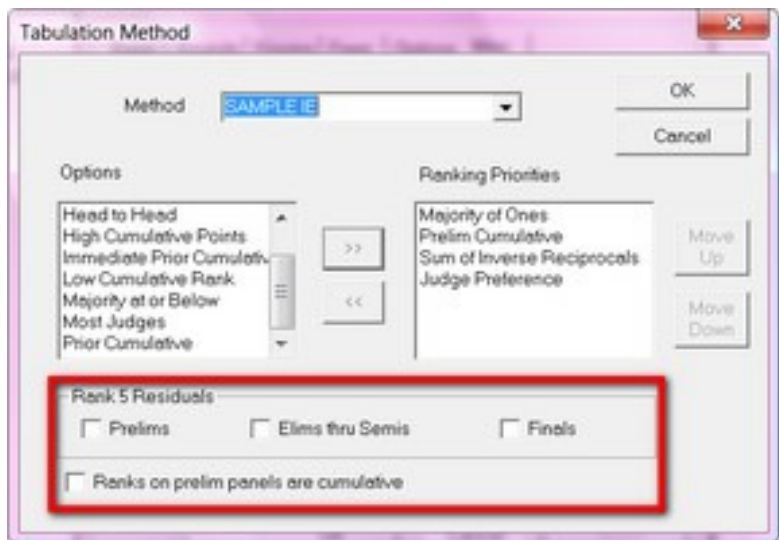 Tabulation Method
Method SAMPLE IE
OK
Cancel
Options
Ranking Priorities
Head to Head
High Cumulative Points
Immediate Prior Cumulativ
Low Cumulative Rank
Majority at or Below
Most Judges
Prior Cumulative
>>
<<
Majority of Ones
Prelim Cumulative
Sum of Inverse Reciprocals
Judge Preference
Move
Up
Move
Down
Rank 5 Residuals
Prelims Elims thru Semis Finals
Ranks on prelim panels are cumulative